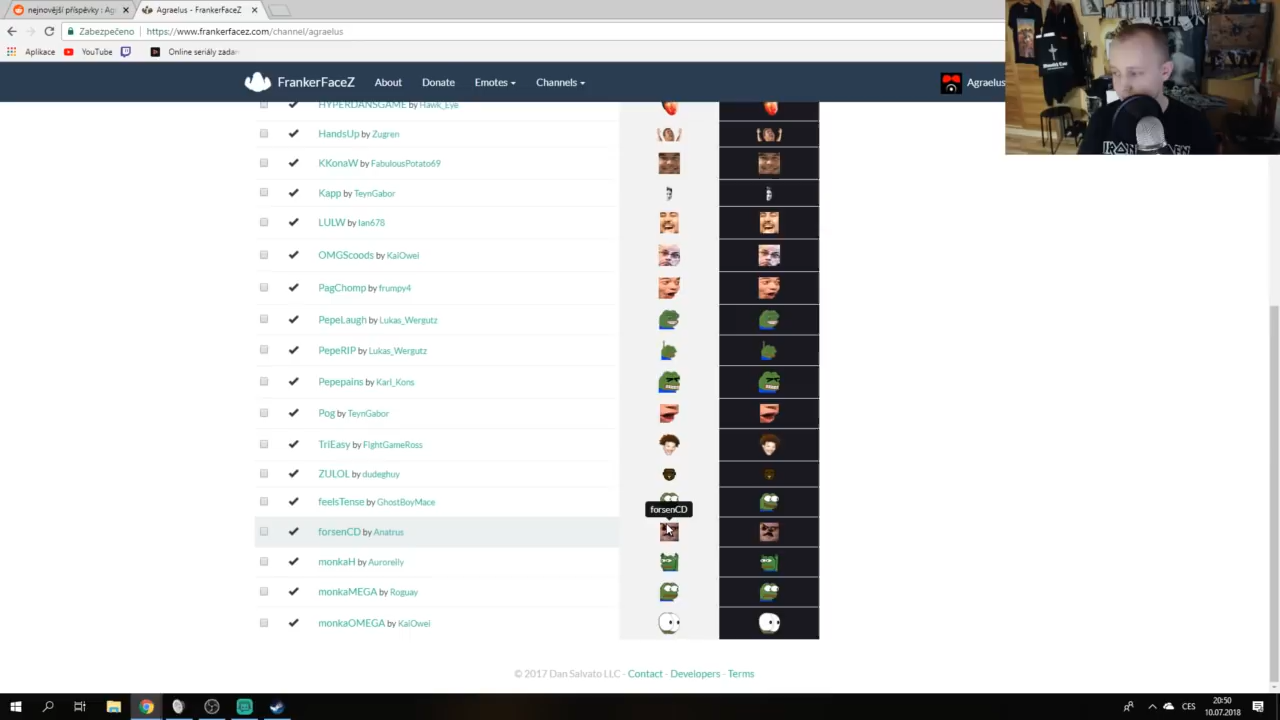 nejnovější příspěvky : Agr
Agraelus
Zabezpečeno
https://www.frankerfacez.com/channel/agraelus
Aplikace
YouTube
Online seriály zadar
FrankerFaceZ
About
Donate
Emotes
Channels
Agraelus
HYPERDANSGAME by Hawk_Eye
HandsUp by Zugren
KKonaW by FabulousPotato69
Kapp by TeynGabor
LULW by Ian678
OMGScoods by KaiOwei
PagChomp by frumpy4
PepeLaugh by Lukas_Wergutz
PepeRIP by Lukas_Wergutz
Pepepains by Karl_Kons
Pog by TeynGabor
TriEasy by FightGameRoss
ZULOL by dudeghuy
feelsTense by GhostBoyMace
forsenCD
forsenCD by Anatrus
monkaH by Auroreily
monkaMEGA by Roguay
monkaOMEGA by KaiOwei
© 2017 Dan Salvato LLC - Contact - Developers - Terms
CES
20:50
10.07.2018